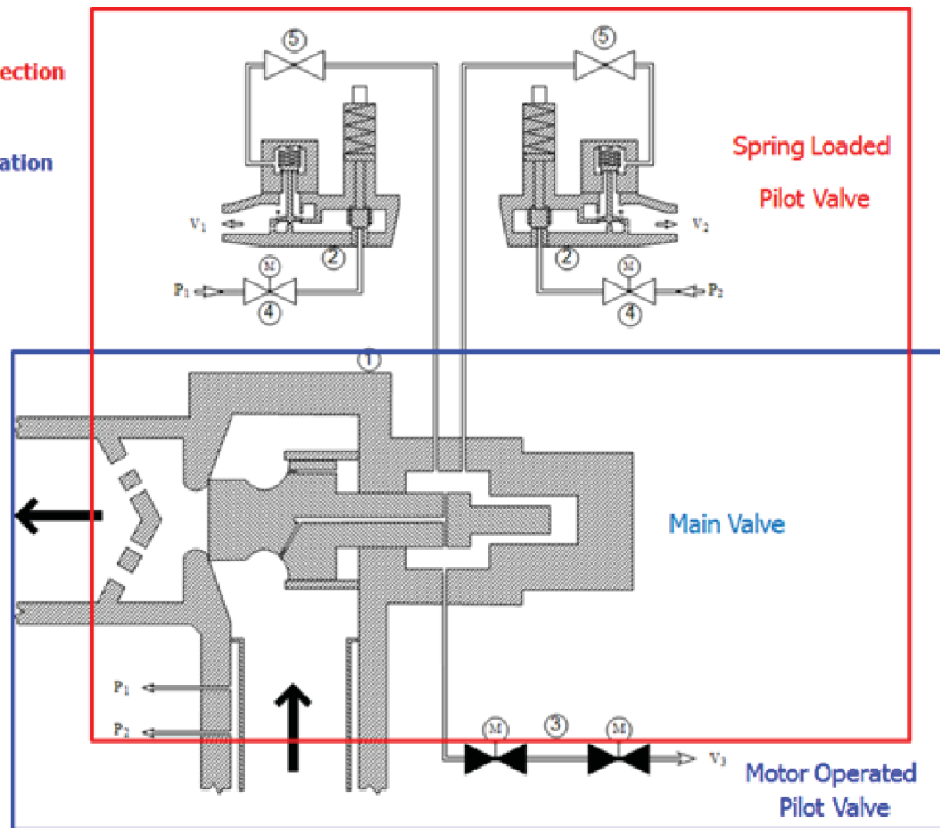 5
5
ection
ation
Spring Loaded
Pilot Valve
V1
V2
2
2
M
M
P1
P2
4
4
1
Main Valve
P1
P2
M
3
M
V3
Motor Operated
Pilot Valve